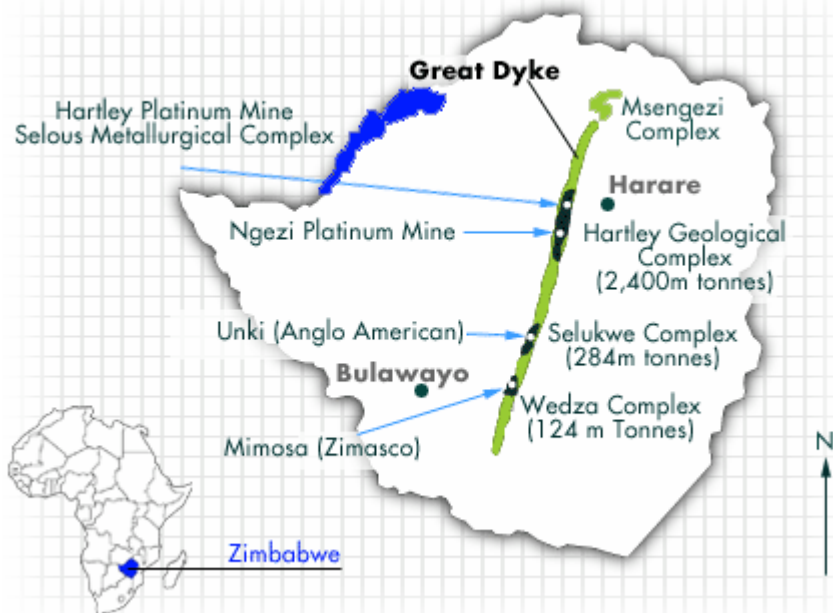 Great Dyke
Hartley Platinum Mine
Selous Metallurgical Complex
Msengezi
Complex
Harare
Ngezi Platinum Mine
Hartley Geological
Complex
(2,400m tonnes)
Unki (Anglo American)
Selukwe Complex
(284m tonnes)
Bulawayo
Wedza Complex
(124 m Tonnes)
Mimosa (Zimasco)
N
Zimbabwe